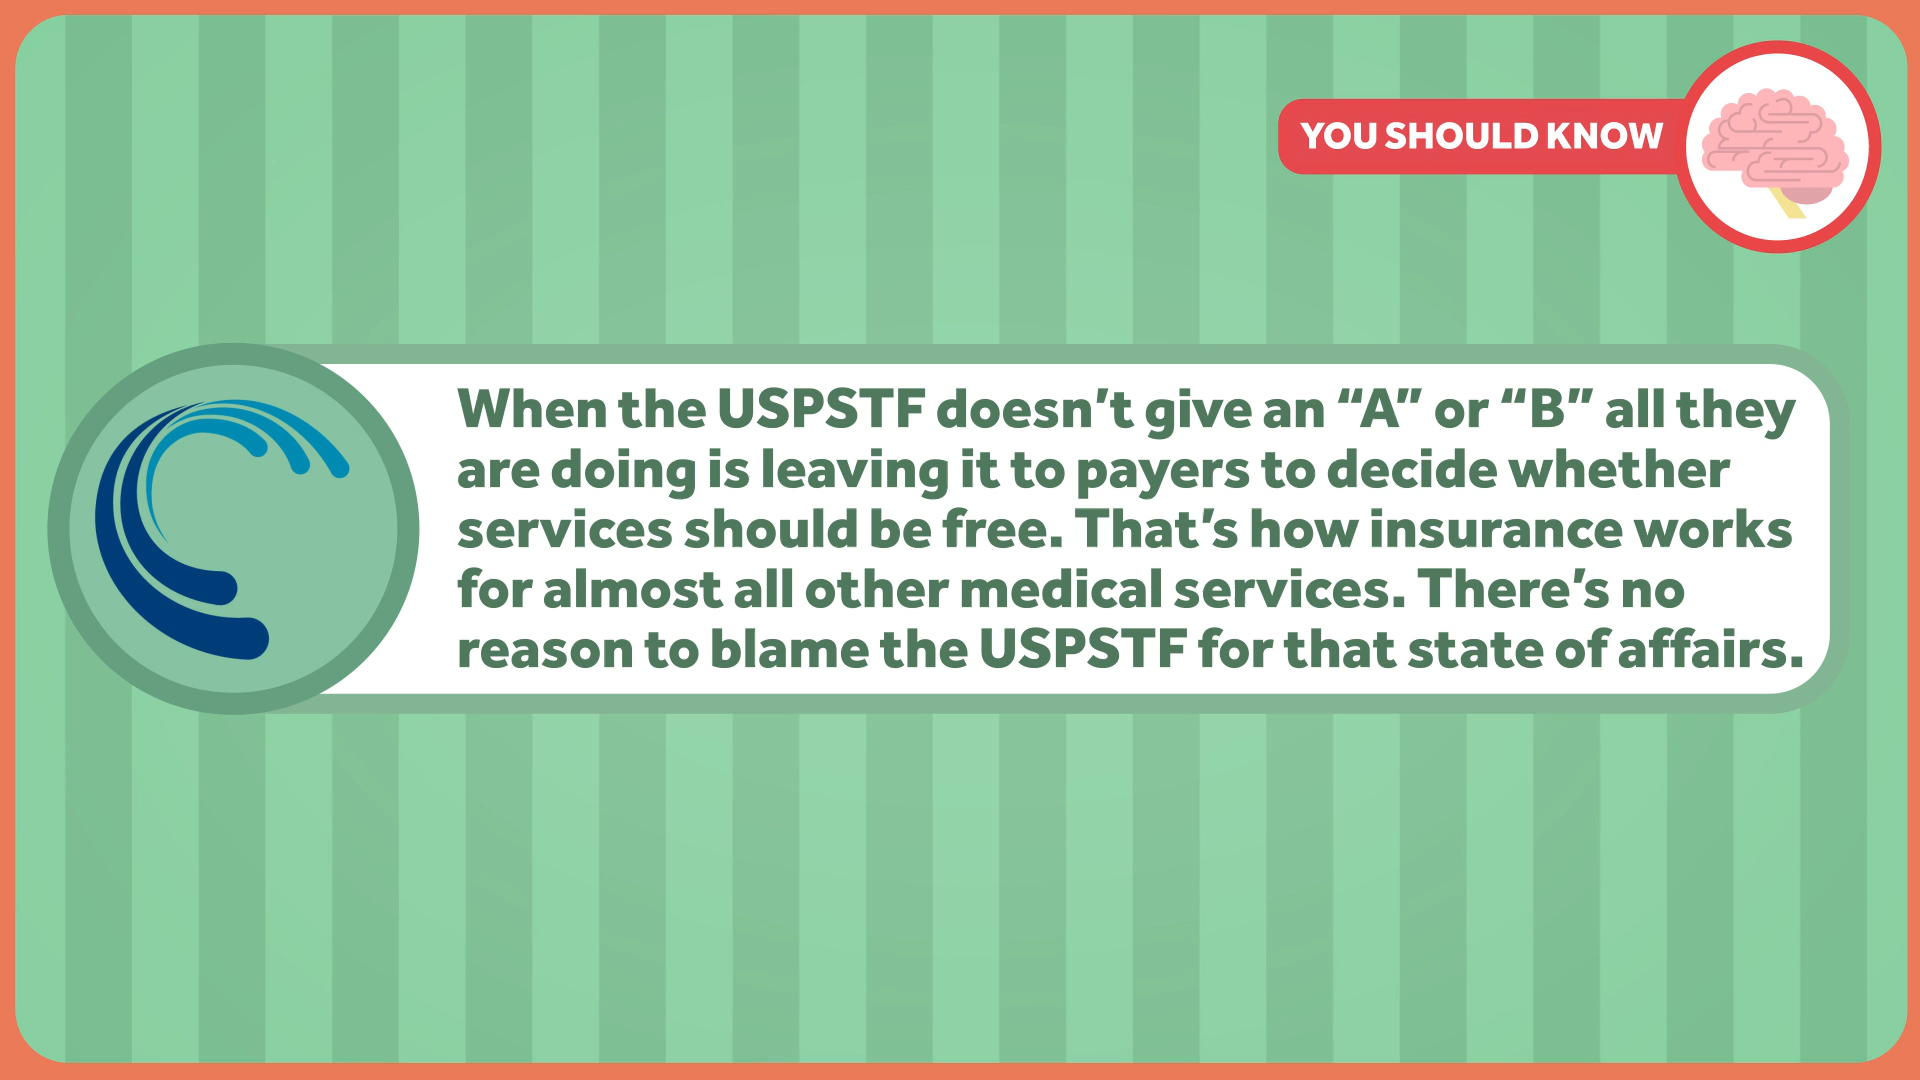 YOU SHOULD KNOW
When the USPSTF doesn’t give an “A” or “B” all they
are doing is leaving it to payers to decide whether
services should be free. That’s how insurance works
for almost all other medical services. There’s no
reason to blame the USPSTF for that state of affairs.